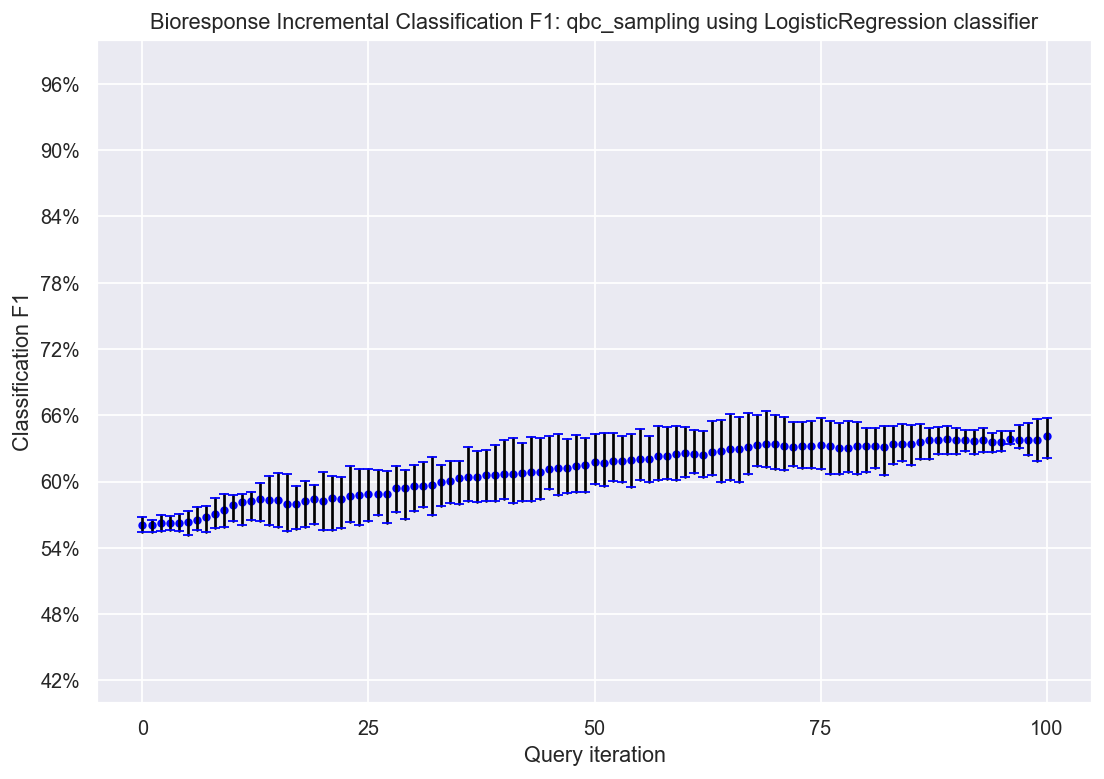 Bioresponse Incremental Classification F1: qbc_sampling using LogisticRegression classifier
96%
90%
84%
78%
72%
66%
60%
54%
48%
42%
Classification F1
0 25 50 75 100
Query iteration